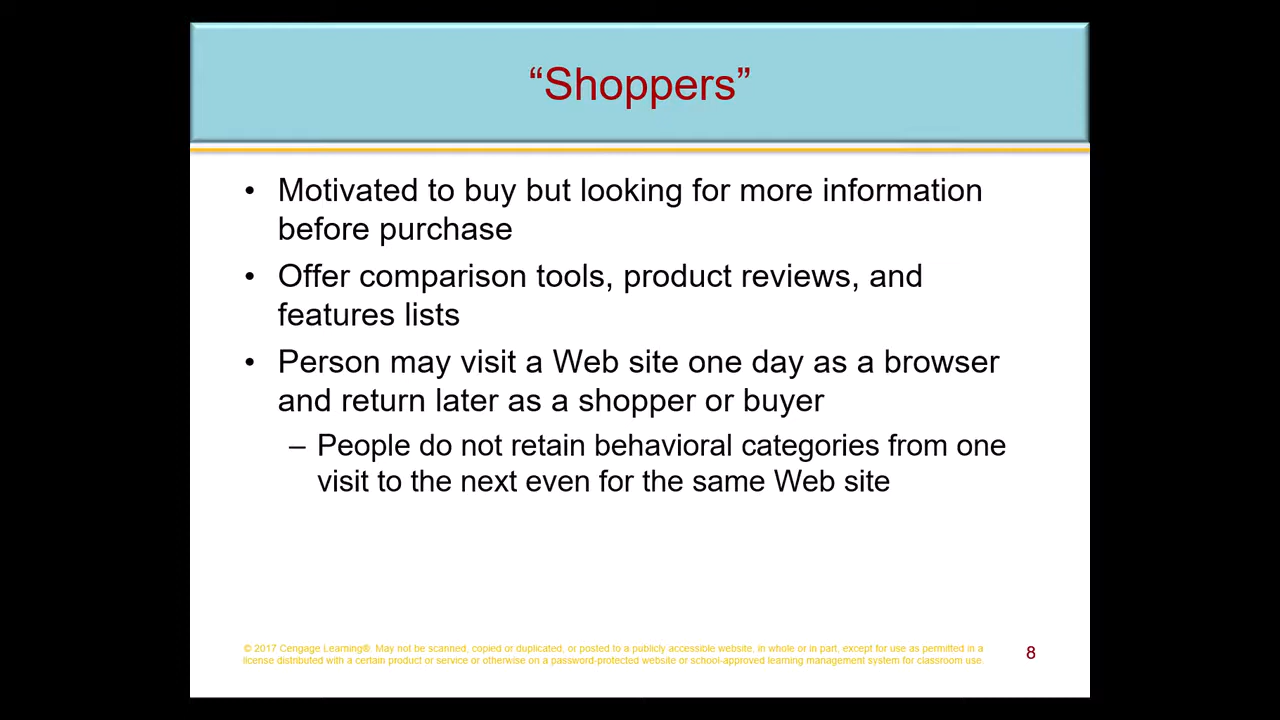 “Shoppers”
• Motivated to buy but looking for more information
before purchase
• Offer comparison tools, product reviews, and
features lists
• Person may visit a Web site one day as a browser
and return later as a shopper or buyer
– People do not retain behavioral categories from one
visit to the next even for the same Web site
© 2017 Cengage Learning® May not be scanned, copied or duplicated, or posted to a publicly accessible website, in whole or in part, except for use as permitted in a
license distributed with a certain product or service or otherwise on a password-protected website or school-approved learning management system for classroom use.
8